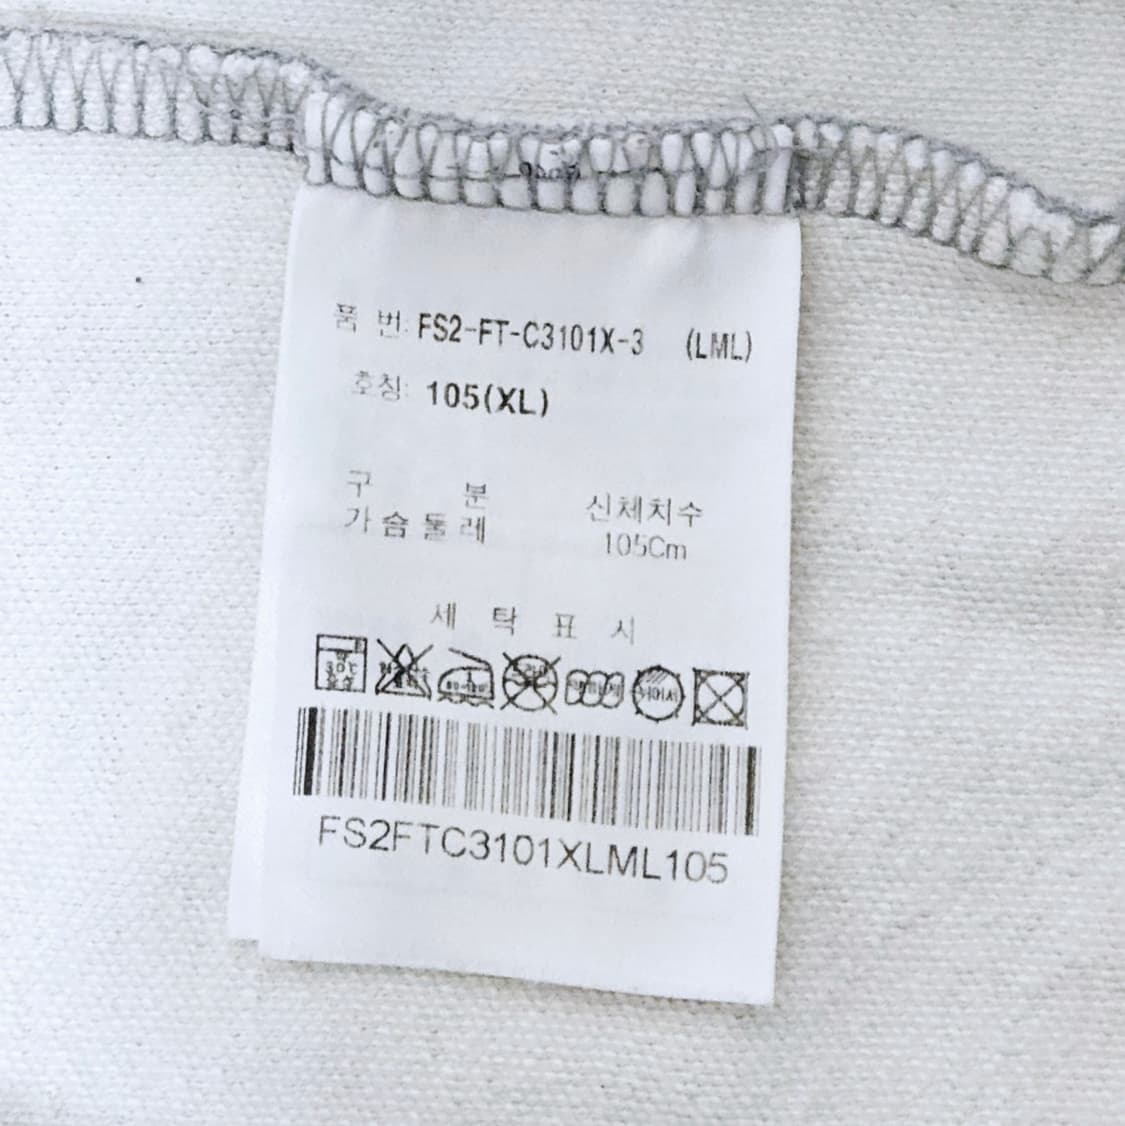 품 번: FS2-FT-C3101X-3 (LML)
호칭: 105(XL)
구 분 신체치수
가슴둘레 105Cm
세 탁 표 시
30℃
FS2FTC3101XLML105